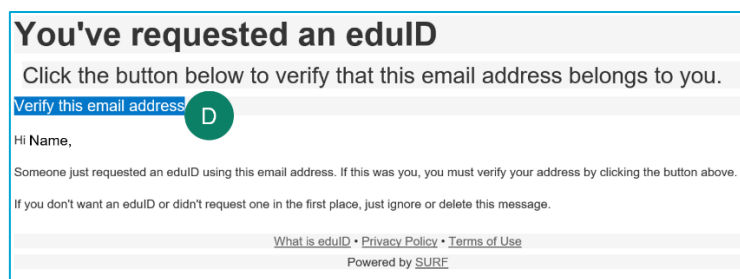 You've requested an eduID
Click the button below to verify that this email address belongs to you.
Verify this email address
D
Hi Name,
Someone just requested an eduID using this email address. If this was you, you must verify your address by clicking the button above.
If you don't want an eduID or didn't request one in the first place, just ignore or delete this message.
What is eduID • Privacy Policy • Terms of Use
Powered by SURF